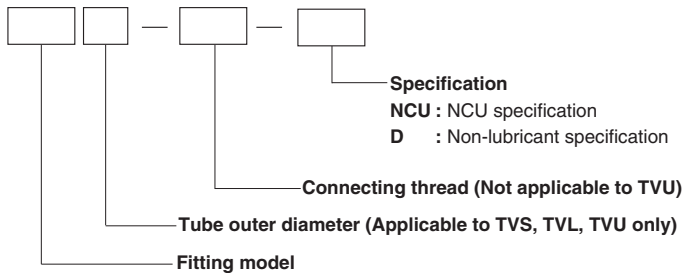 Specification
NCU : NCU specification
D : Non-lubricant specification
Connecting thread (Not applicable to TVU)
Tube outer diameter (Applicable to TVS, TVL, TVU only)
Fitting model